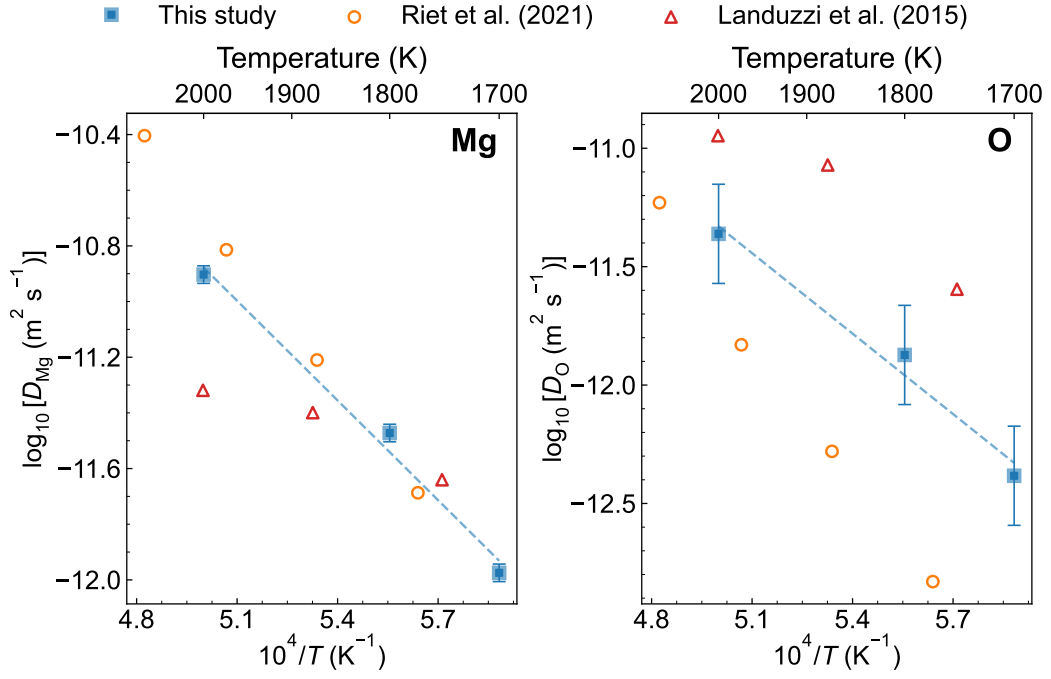 This study Riet et al. (2021) Landuzzi et al. (2015)
Temperature (K)
2000 1900 1800 1700
Mg
−10.4
−10.8
−11.2
−11.6
−12.0
log₁₀ [D_Mg (m² s⁻¹)]
4.8 5.1 5.4 5.7
10⁴/T (K⁻¹)
Temperature (K)
2000 1900 1800 1700
O
−11.0
−11.5
−12.0
−12.5
log₁₀ [D_O (m² s⁻¹)]
4.8 5.1 5.4 5.7
10⁴/T (K⁻¹)